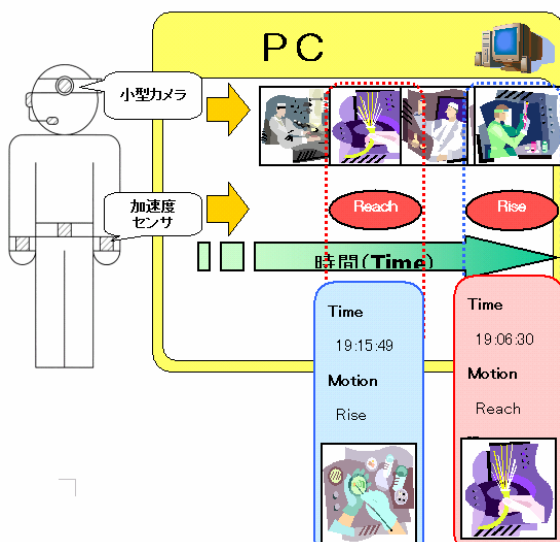 PC
小型カメラ
加速度
センサ
Reach
Rise
時間(Time)
Time
19:15:49
Motion
Rise
Time
19:06:30
Motion
Reach